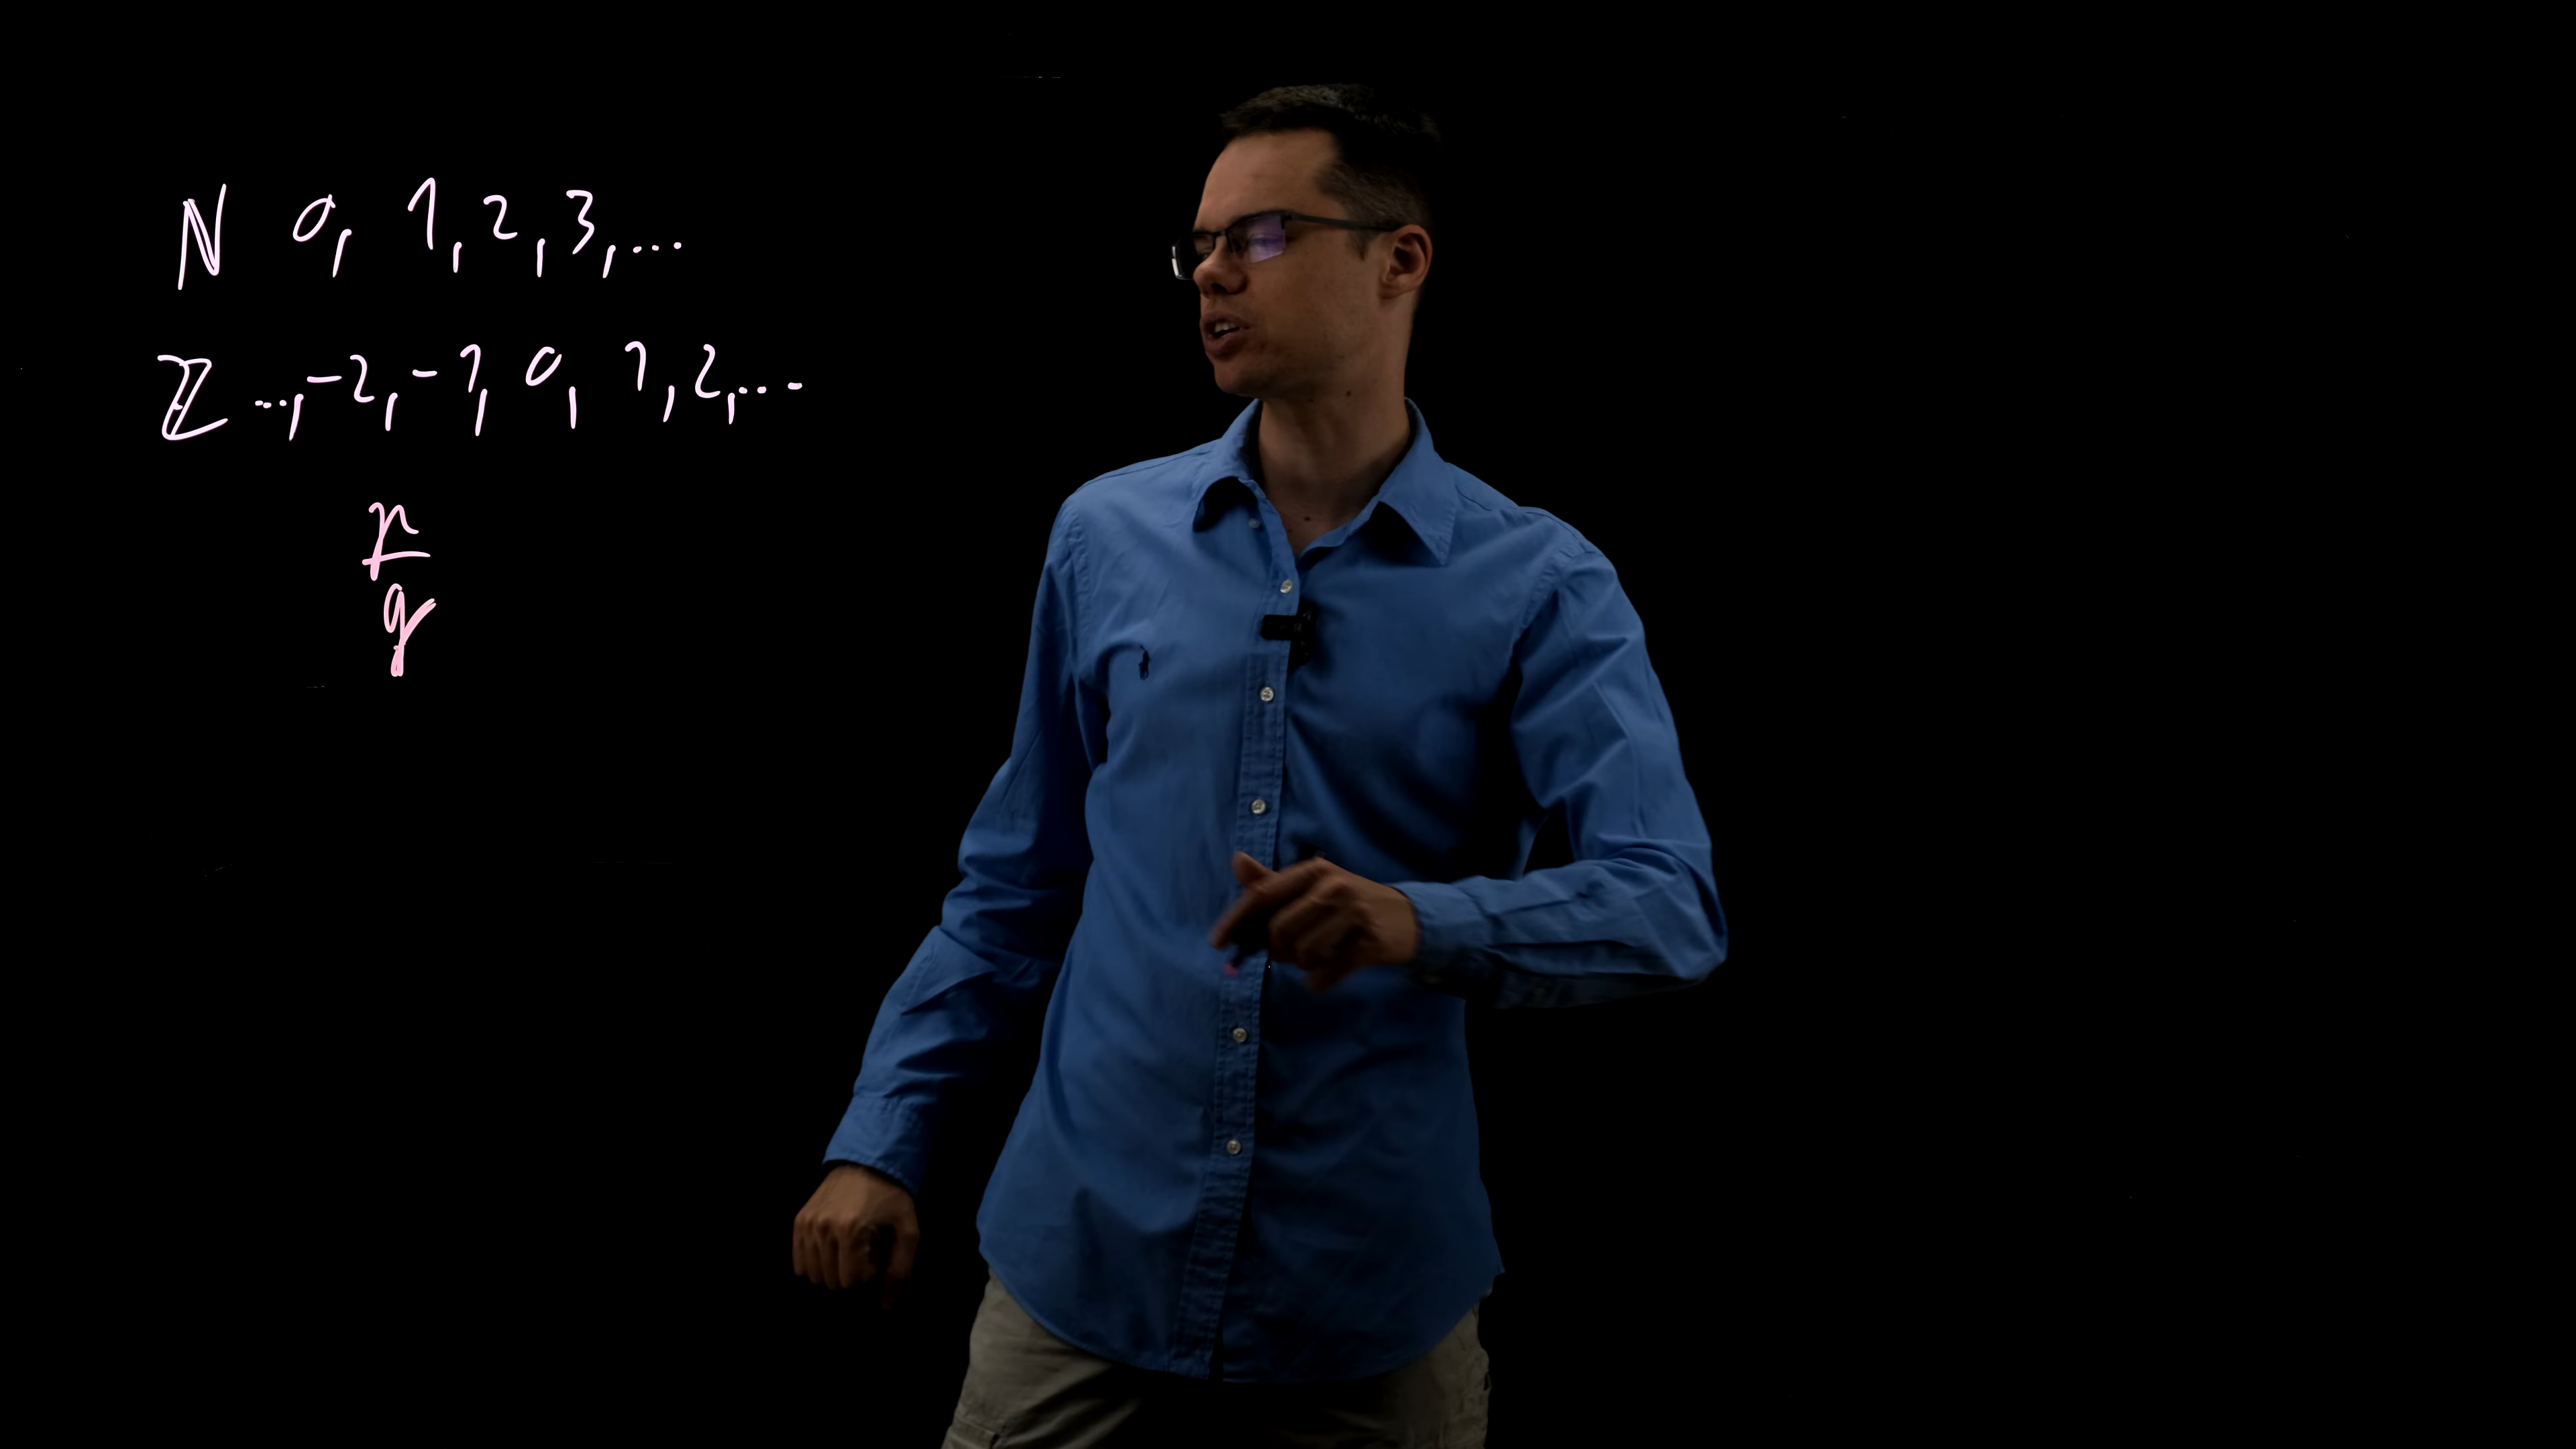 ℕ 0, 1, 2, 3, ...
ℤ ..., -2, -1, 0, 1, 2, ...
p
q